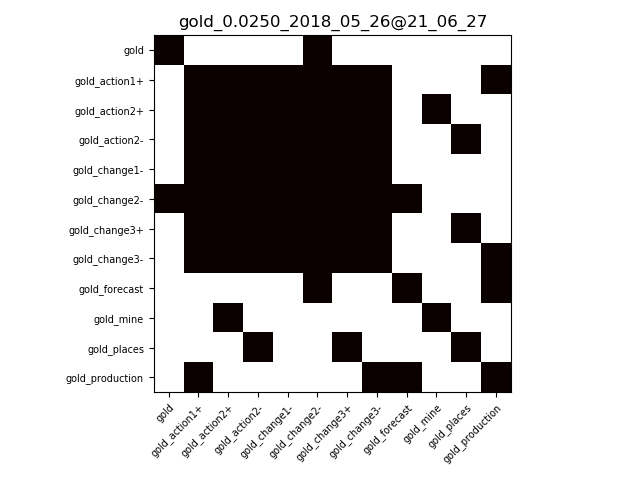 gold_0.0250_2018_05_26@21_06_27
gold
gold_action1+
gold_action2+
gold_action2-
gold_change1-
gold_change2-
gold_change3+
gold_change3-
gold_forecast
gold_mine
gold_places
gold_production
gold
gold_action1+
gold_action2+
gold_action2-
gold_change1-
gold_change2-
gold_change3+
gold_change3-
gold_forecast
gold_mine
gold_places
gold_production